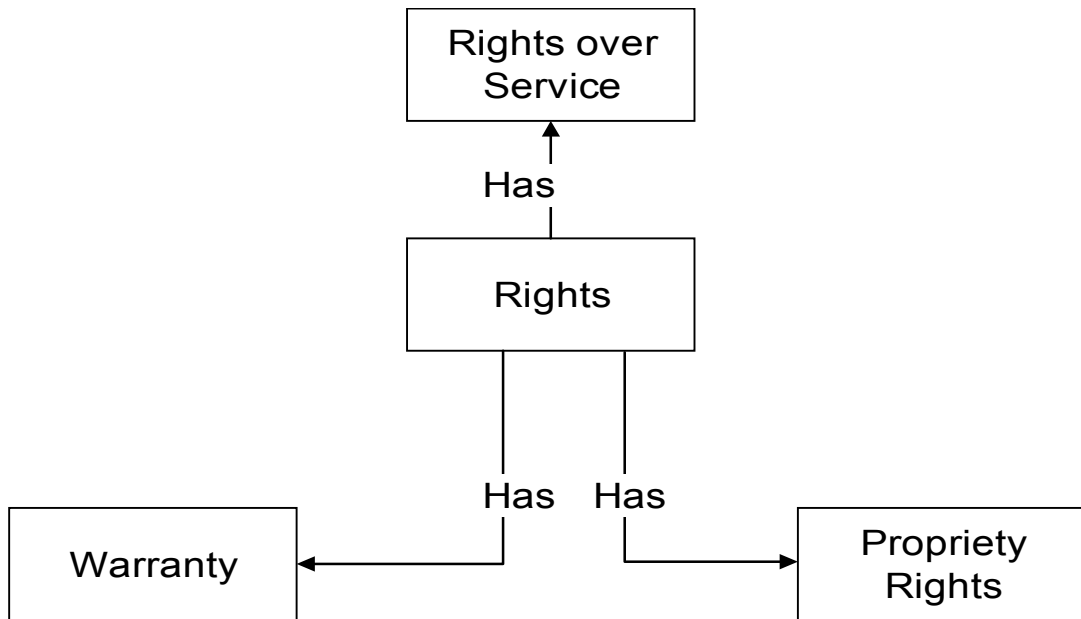 Rights over
Service
Has
Rights
Has
Has
Warranty
Propriety
Rights